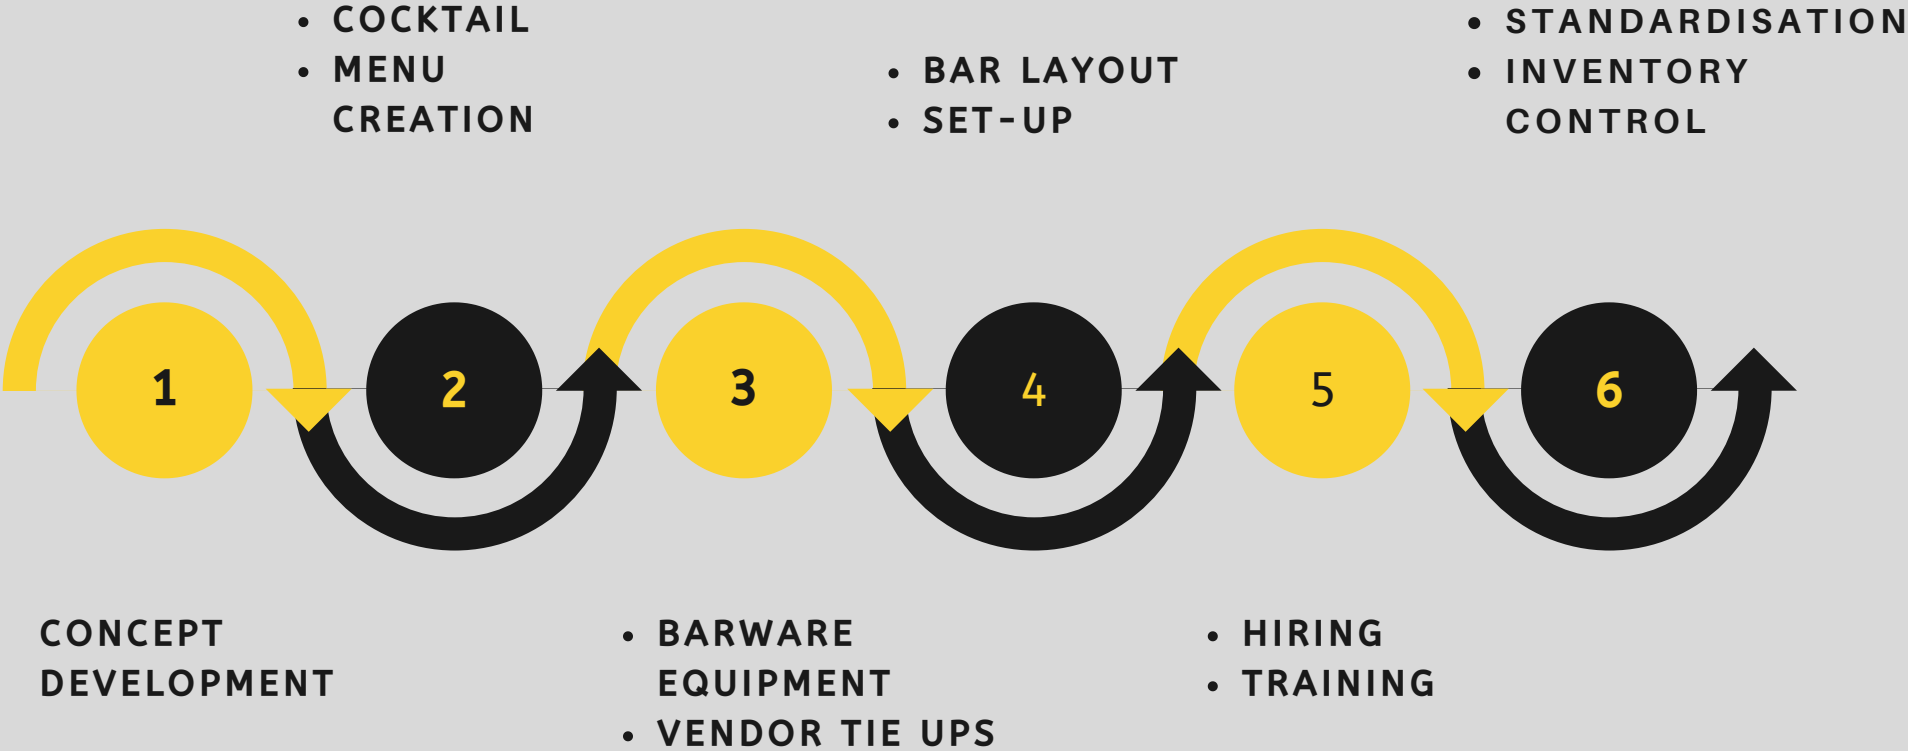 • COCKTAIL
• MENU
CREATION
• BAR LAYOUT
• SET-UP
• STANDARDISATION
• INVENTORY
CONTROL
1
2
3
4
5
6
CONCEPT
DEVELOPMENT
• BARWARE
EQUIPMENT
• VENDOR TIE UPS
• HIRING
• TRAINING